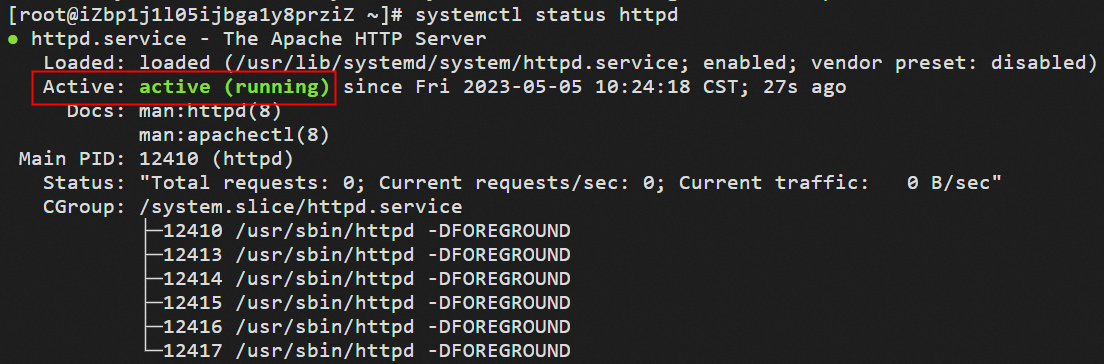 [root@iZbp1j1l05ijbga1y8prziZ ~]# systemctl status httpd
● httpd.service - The Apache HTTP Server
   Loaded: loaded (/usr/lib/systemd/system/httpd.service; enabled; vendor preset: disabled)
   Active: active (running) since Fri 2023-05-05 10:24:18 CST; 27s ago
     Docs: man:httpd(8)
           man:apachectl(8)
 Main PID: 12410 (httpd)
   Status: "Total requests: 0; Current requests/sec: 0; Current traffic:   0 B/sec"
   CGroup: /system.slice/httpd.service
           ├─12410 /usr/sbin/httpd -DFOREGROUND
           ├─12413 /usr/sbin/httpd -DFOREGROUND
           ├─12414 /usr/sbin/httpd -DFOREGROUND
           ├─12415 /usr/sbin/httpd -DFOREGROUND
           ├─12416 /usr/sbin/httpd -DFOREGROUND
           └─12417 /usr/sbin/httpd -DFOREGROUND